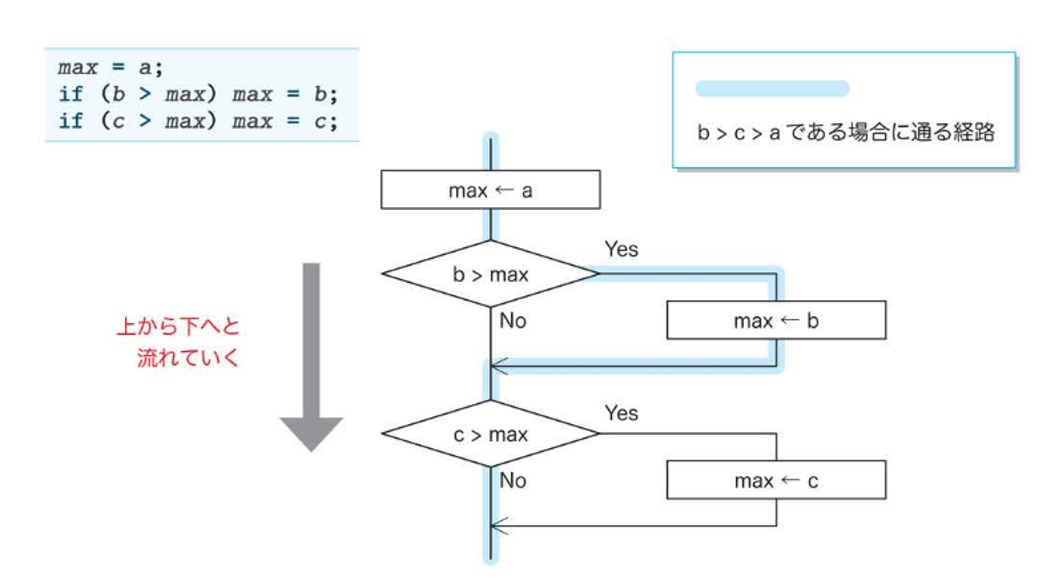 max = a;
if (b > max) max = b;
if (c > max) max = c;
b > c > a である場合に通る経路
max ← a
b > max
Yes
No
max ← b
上から下へと
流れていく
c > max
Yes
No
max ← c